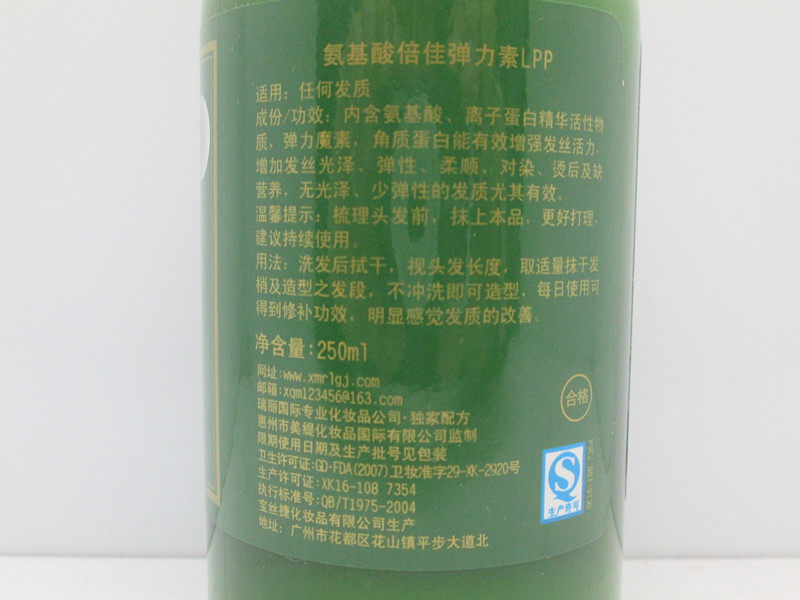 氨基酸倍佳弹力素LPP
适用：任何发质
成份/功效：内含氨基酸、离子蛋白精华活性物
质，弹力魔素，角质蛋白能有效增强发丝活力，
增加发丝光泽、弹性、柔顺、对染、烫后及缺
营养，无光泽、少弹性的发质尤其有效。
温馨提示：梳理头发前，抹上本品，更好打理，
建议持续使用。
用法：洗发后拭干，视头发长度，取适量抹于发
梢及造型之发段，不冲洗即可造型，每日使用可
得到修补功效，明显感觉发质的改善。
净含量：250ml
网址:www.xmrlgj.com
邮箱:xqm123456@163.com
瑞丽国际专业化妆品公司·独家配方
惠州市美缇化妆品国际有限公司监制
限期使用日期及生产批号见包装
卫生许可证:GD·FDA(2007)卫妆准字29-XK-2920号
生产许可证:XK16-108 7354
执行标准号:QB/T1975-2004
宝丝捷化妆品有限公司生产
地址:广州市花都区花山镇平步大道北
合格
生产许可
XK16-108 7354